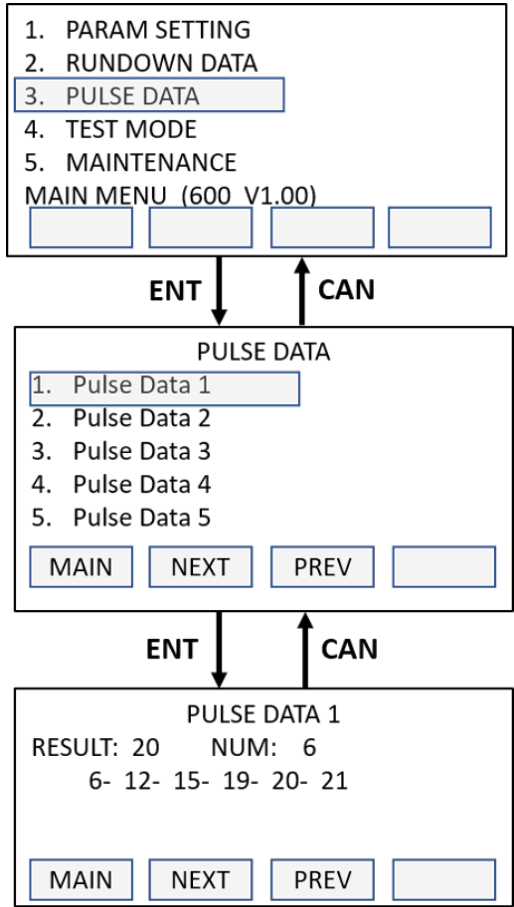 1. PARAM SETTING
2. RUNDOWN DATA
3. PULSE DATA
4. TEST MODE
5. MAINTENANCE
MAIN MENU (600 V1.00)
ENT CAN
PULSE DATA
1. Pulse Data 1
2. Pulse Data 2
3. Pulse Data 3
4. Pulse Data 4
5. Pulse Data 5
MAIN NEXT PREV
ENT CAN
PULSE DATA 1
RESULT: 20 NUM: 6
6- 12- 15- 19- 20- 21
MAIN NEXT PREV